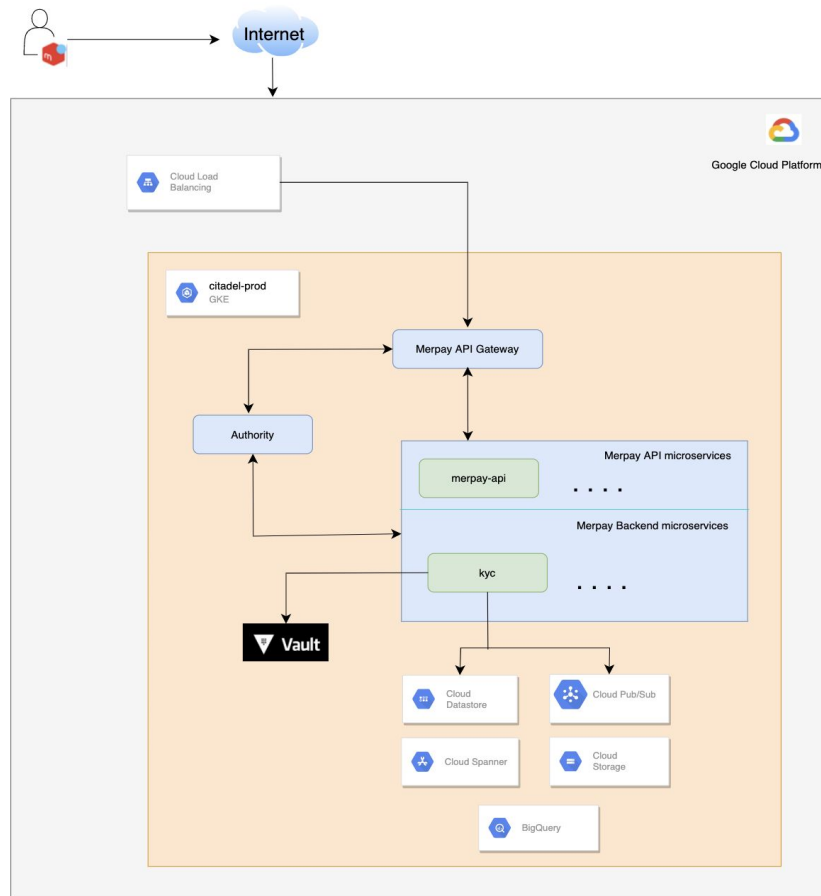 m
Internet
Google Cloud Platform
Cloud Load
Balancing
citadel-prod
GKE
Merpay API Gateway
Authority
Merpay API microservices
merpay-api
. . . .
Merpay Backend microservices
kyc
. . . .
Vault
Cloud
Datastore
Cloud Pub/Sub
Cloud Spanner
Cloud
Storage
BigQuery